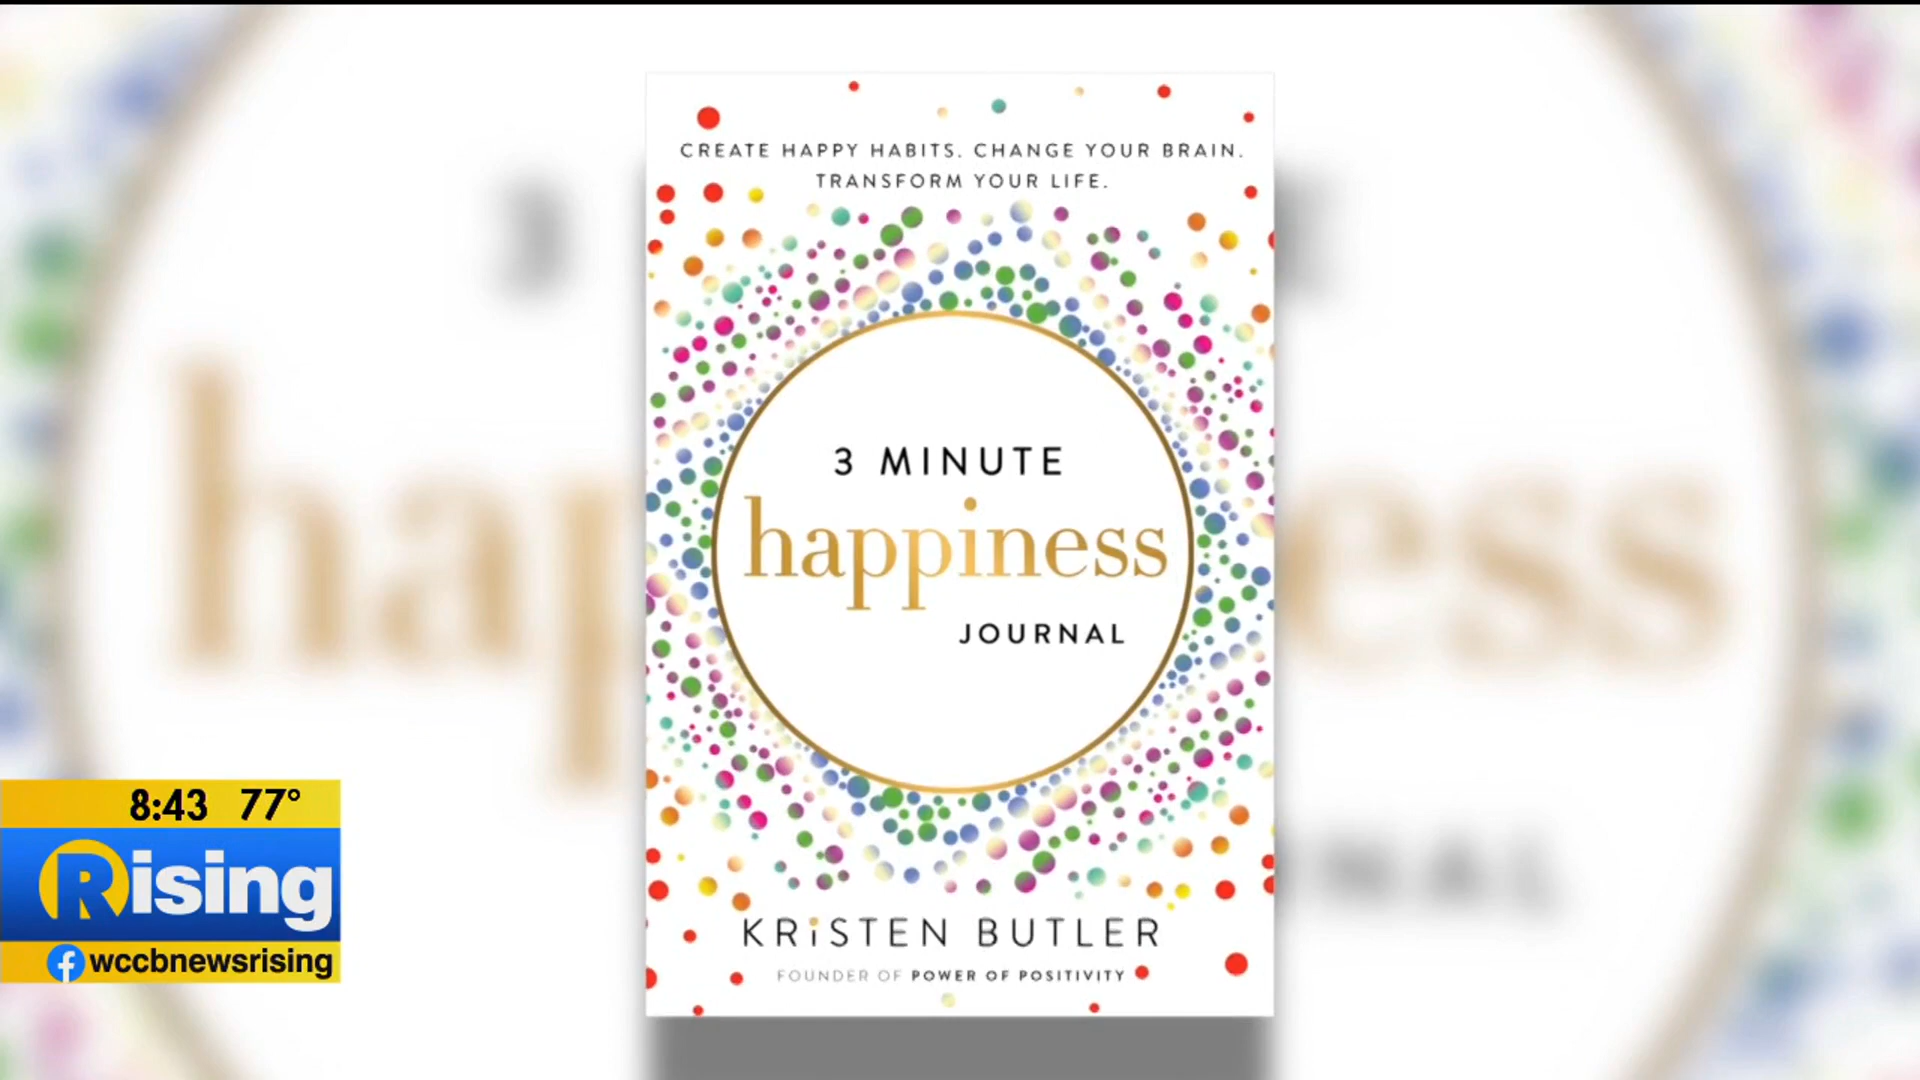 CREATE HAPPY HABITS. CHANGE YOUR BRAIN.
TRANSFORM YOUR LIFE.
3 MINUTE
happiness
JOURNAL
KRiSTEN BUTLER
FOUNDER OF POWER OF POSITIVITY
8:43 77°
Rising
wccbnewsrising